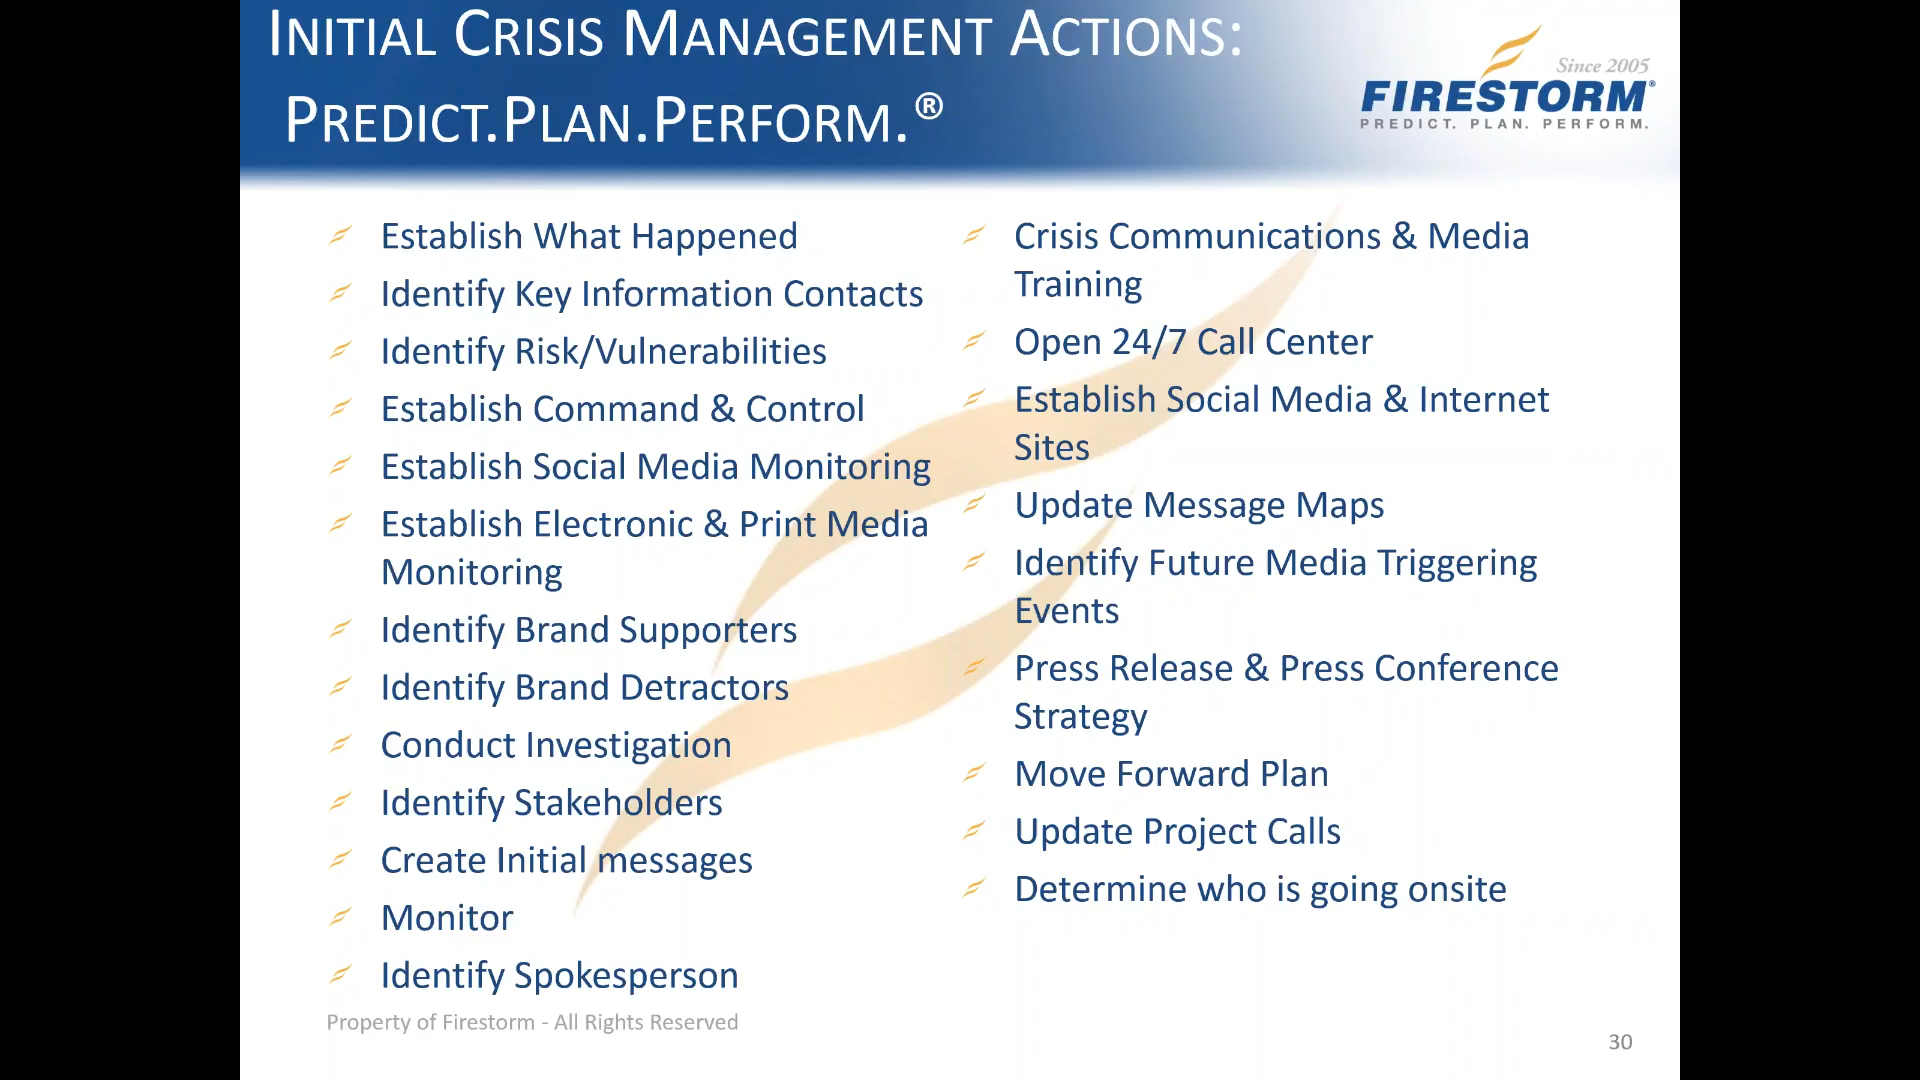 INITIAL CRISIS MANAGEMENT ACTIONS:
PREDICT.PLAN.PERFORM.®
Since 2005
FIRESTORM®
PREDICT. PLAN. PERFORM.
Establish What Happened
Identify Key Information Contacts
Identify Risk/Vulnerabilities
Establish Command & Control
Establish Social Media Monitoring
Establish Electronic & Print Media
Monitoring
Identify Brand Supporters
Identify Brand Detractors
Conduct Investigation
Identify Stakeholders
Create Initial messages
Monitor
Identify Spokesperson
Crisis Communications & Media
Training
Open 24/7 Call Center
Establish Social Media & Internet
Sites
Update Message Maps
Identify Future Media Triggering
Events
Press Release & Press Conference
Strategy
Move Forward Plan
Update Project Calls
Determine who is going onsite
Property of Firestorm - All Rights Reserved
30